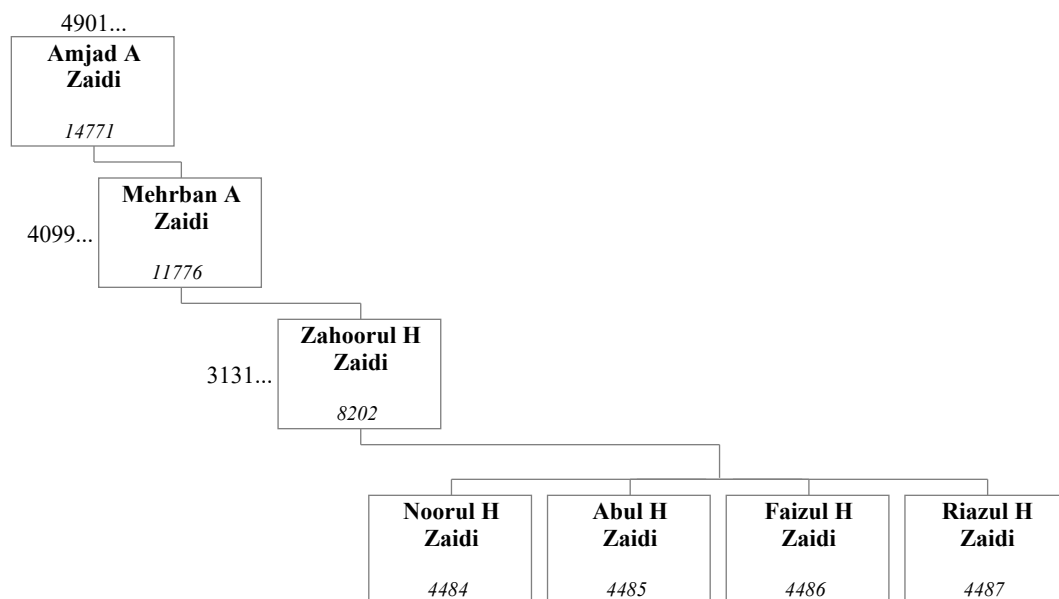 4901...
Amjad A
Zaidi
14771
Mehrban A
Zaidi
4099...
11776
Zahoorul H
Zaidi
3131...
8202
Noorul H
Zaidi
4484
Abul H
Zaidi
4485
Faizul H
Zaidi
4486
Riazul H
Zaidi
4487